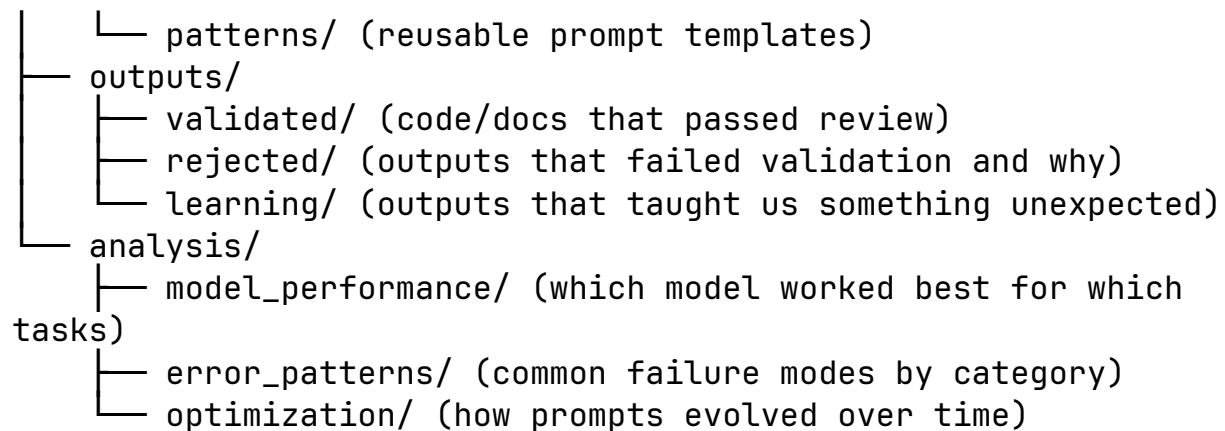 │   └── patterns/ (reusable prompt templates)
├── outputs/
│   ├── validated/ (code/docs that passed review)
│   ├── rejected/ (outputs that failed validation and why)
│   └── learning/ (outputs that taught us something unexpected)
└── analysis/
    ├── model_performance/ (which model worked best for which
tasks)
    ├── error_patterns/ (common failure modes by category)
    └── optimization/ (how prompts evolved over time)